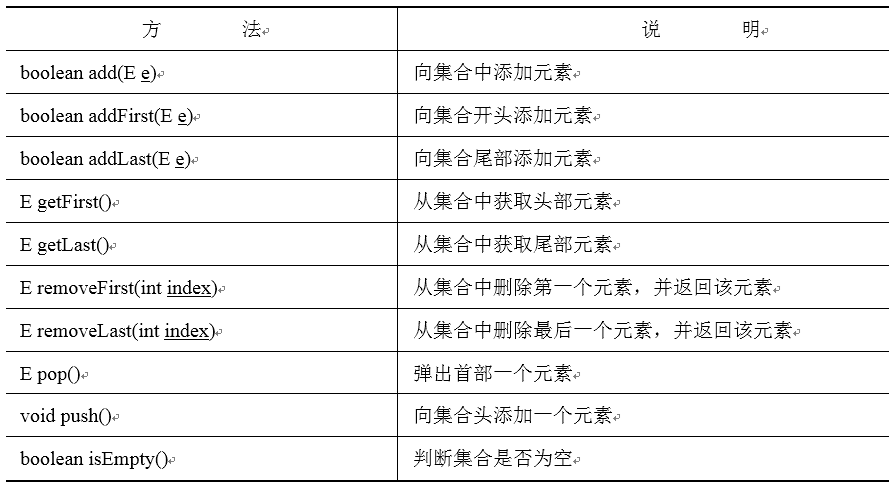 方 法 说 明
boolean add(E e) 向集合中添加元素
boolean addFirst(E e) 向集合开头添加元素
boolean addLast(E e) 向集合尾部添加元素
E getFirst() 从集合中获取头部元素
E getLast() 从集合中获取尾部元素
E removeFirst(int index) 从集合中删除第一个元素，并返回该元素
E removeLast(int index) 从集合中删除最后一个元素，并返回该元素
E pop() 弹出首部一个元素
void push() 向集合头添加一个元素
boolean isEmpty() 判断集合是否为空